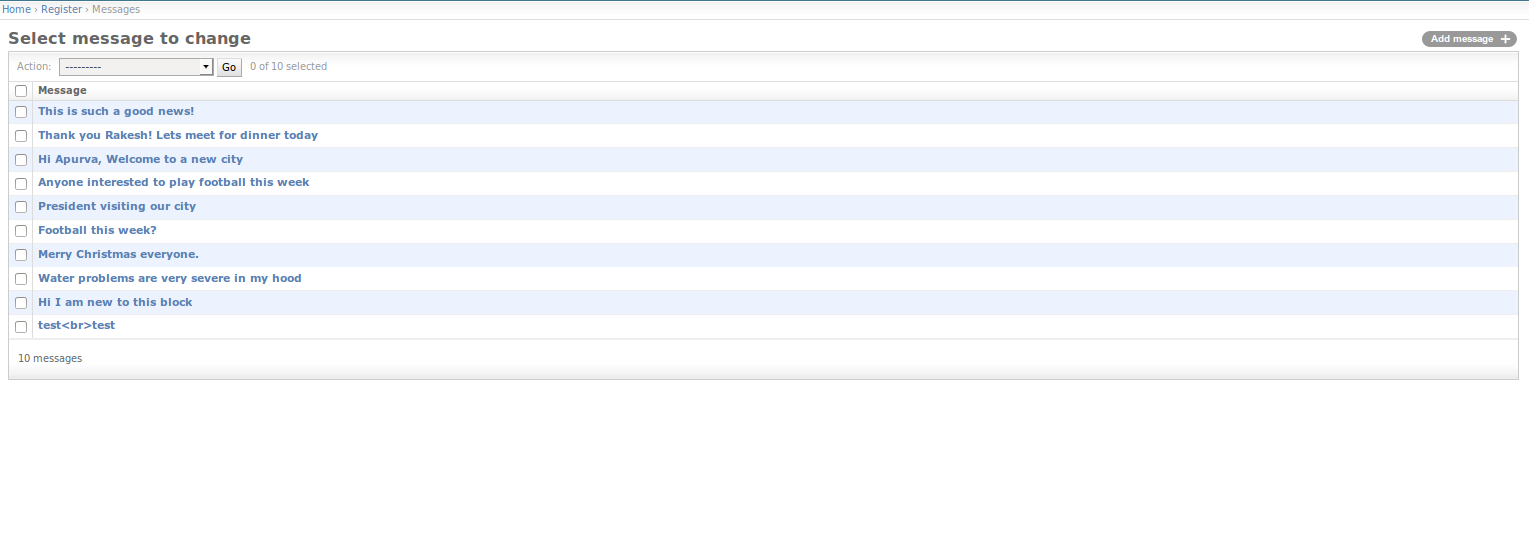 Home › Register › Messages
Select message to change
Add message +
Action: --------- Go 0 of 10 selected
Message
This is such a good news!
Thank you Rakesh! Lets meet for dinner today
Hi Apurva, Welcome to a new city
Anyone interested to play football this week
President visiting our city
Football this week?
Merry Christmas everyone.
Water problems are very severe in my hood
Hi I am new to this block
test<br>test
10 messages